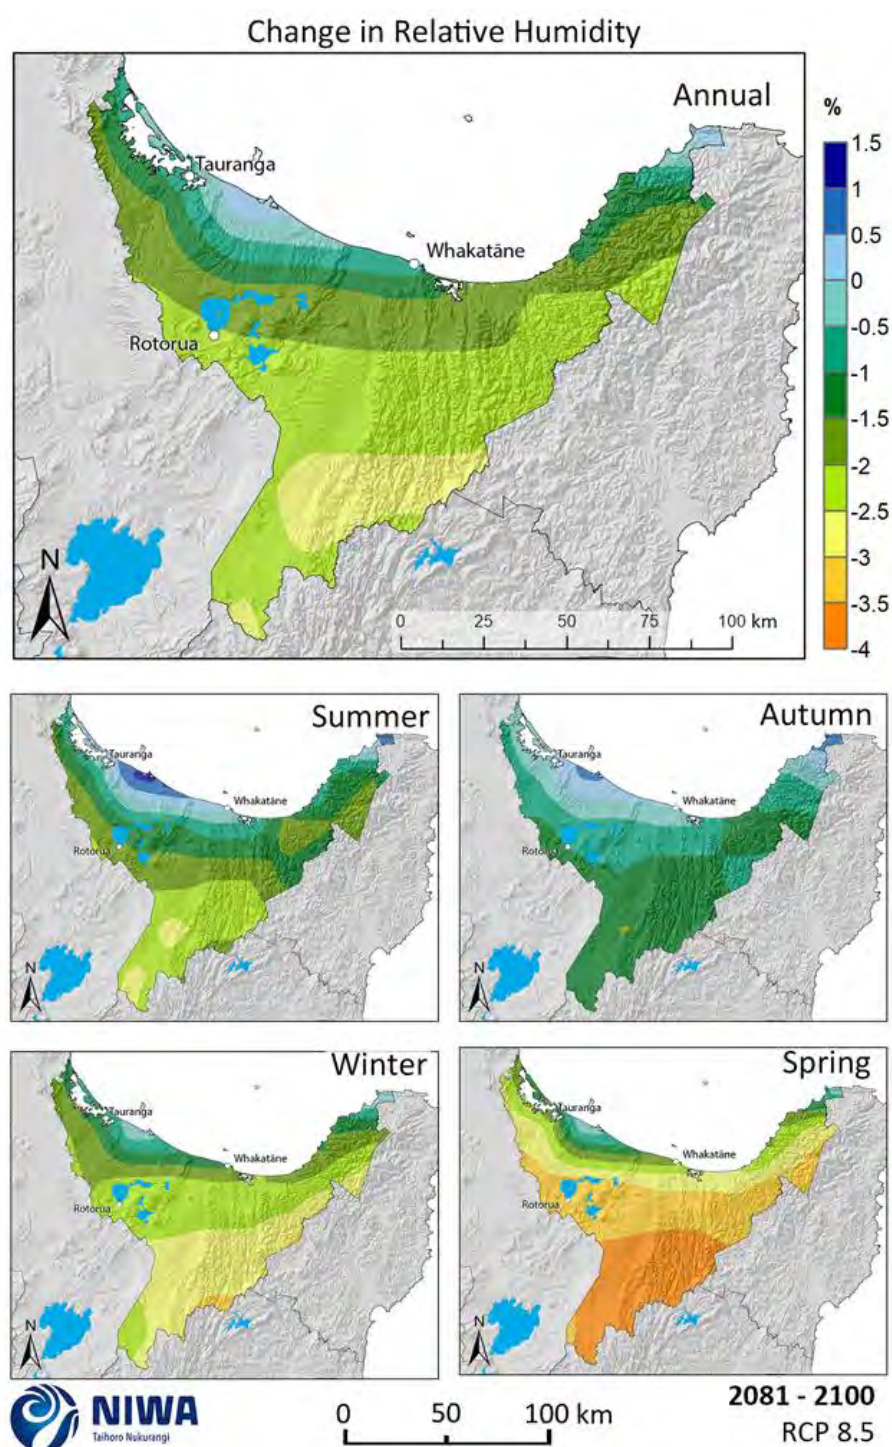 Change in Relative Humidity
Annual
%
1.5
1
0.5
0
-0.5
-1
-1.5
-2
-2.5
-3
-3.5
-4
Tauranga
Whakatāne
Rotorua
N
0 25 50 75 100 km
Summer
Tauranga
Whakatāne
Rotorua
N
Autumn
Tauranga
Whakatāne
Rotorua
N
Winter
Tauranga
Whakatāne
Rotorua
N
Spring
Tauranga
Whakatāne
Rotorua
N
NIWA
Taihoro Nukurangi
0 50 100 km
2081 - 2100
RCP 8.5